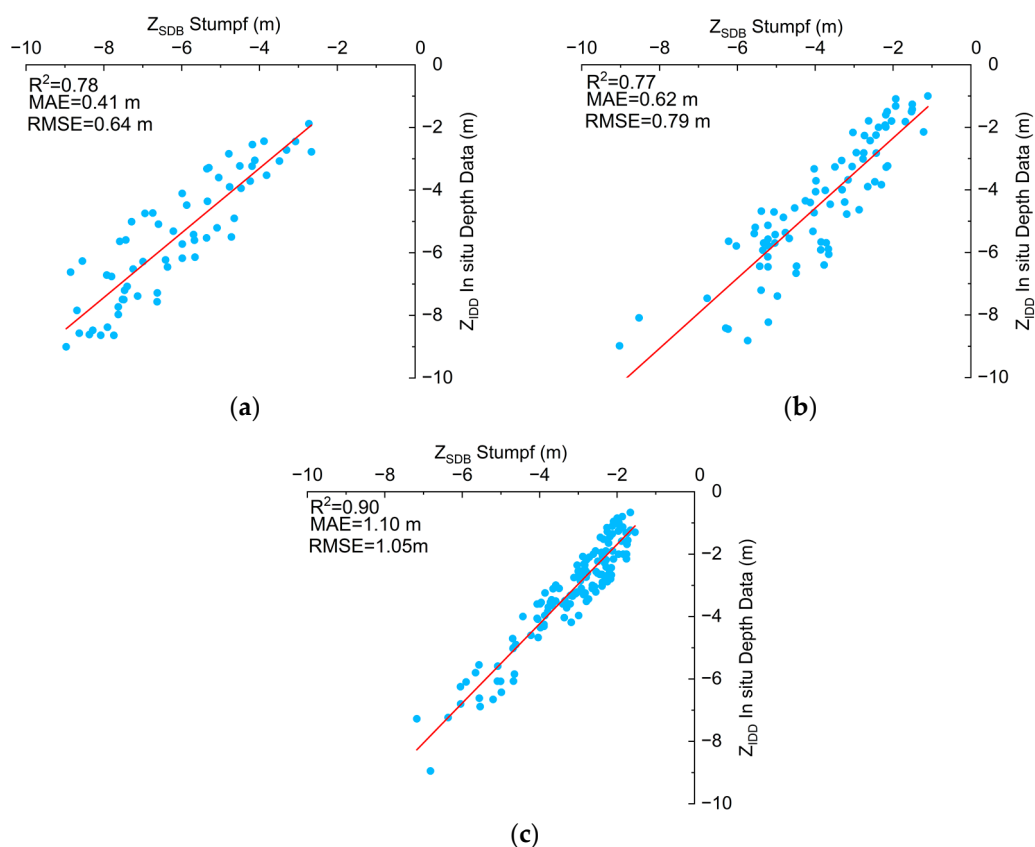 Z_SDB Stumpf (m)
−10 −8 −6 −4 −2 0
0
R²=0.78
MAE=0.41 m
RMSE=0.64 m
−2
−4
−6
−8
−10
Z_IDD In situ Depth Data (m)
(a)
Z_SDB Stumpf (m)
−10 −8 −6 −4 −2 0
0
R²=0.77
MAE=0.62 m
RMSE=0.79 m
−2
−4
−6
−8
−10
Z_IDD In situ Depth Data (m)
(b)
Z_SDB Stumpf (m)
−10 −8 −6 −4 −2 0
0
R²=0.90
MAE=1.10 m
RMSE=1.05m
−2
−4
−6
−8
−10
Z_IDD In situ Depth Data (m)
(c)